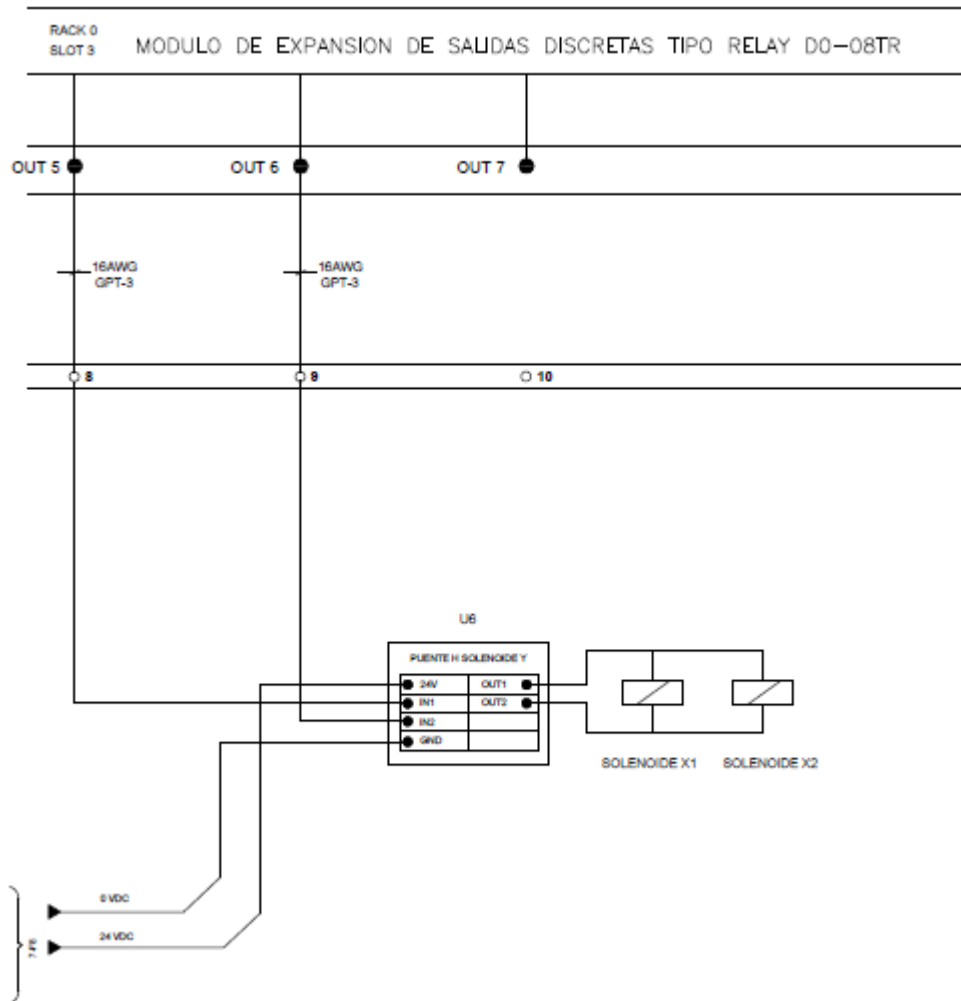 RACK 0
SLOT 3
MODULO DE EXPANSION DE SALIDAS DISCRETAS TIPO RELAY D0-08TR
OUT 5
OUT 6
OUT 7
16AWG
GPT-3
16AWG
GPT-3
8
9
10
U6
PUENTE H SOLENOIDE Y
24V
OUT1
IN1
OUT2
IN2
GND
SOLENOIDE X1
SOLENOIDE X2
0 VDC
24 VDC